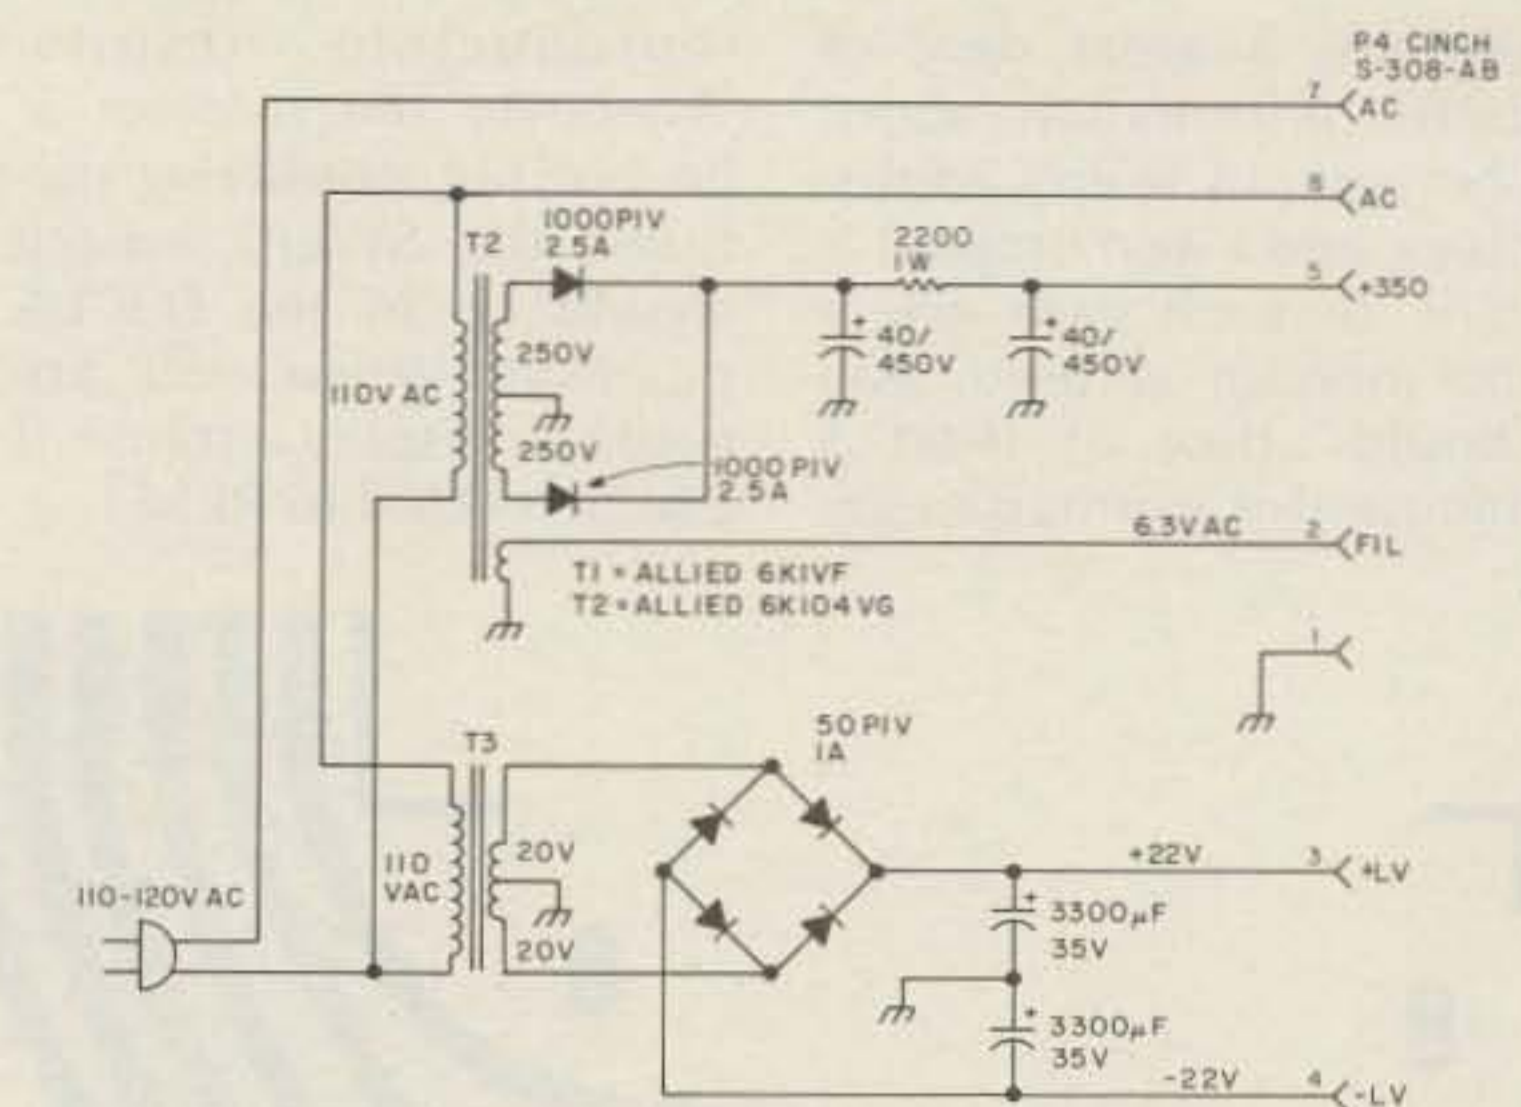 P4 CINCH
S-308-AB
7
AC
8
AC
1000PIV
2.5A
T2
2200
1W
5
+350
250V
40/
450V
40/
450V
110V AC
250V
1000 PIV
2.5A
6.3V AC
2
FIL
T1 = ALLIED 6K1VF
T2 = ALLIED 6K104VG
1
T3
50 PIV
1A
20V
110
VAC
+22V
3
+LV
110-120V AC
3300µF
35V
20V
3300µF
35V
-22V
4
-LV